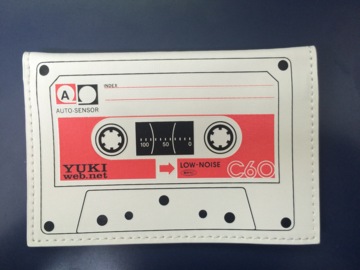 A
INDEX
AUTO-SENSOR
100 50 0
YUKI
web.net
LOW-NOISE
C60